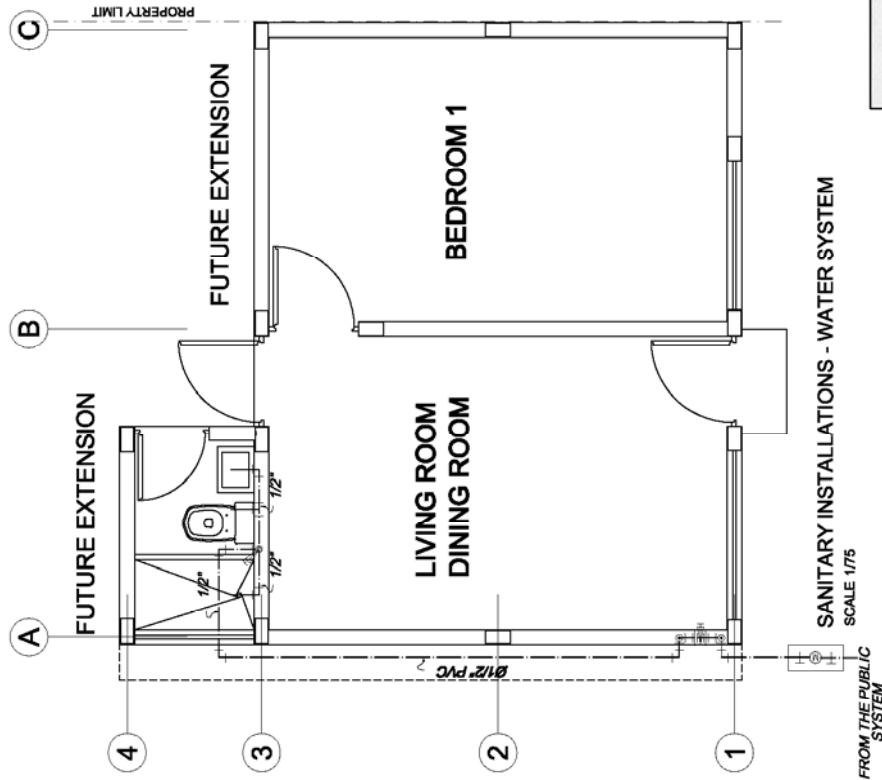 PROPERTY LIMIT
C
FUTURE EXTENSION
BEDROOM 1
B
FUTURE EXTENSION
1/2"
1/2"
1/2"
LIVING ROOM
DINING ROOM
A
Ø1/2" PVC
4
3
2
1
SANITARY INSTALLATIONS - WATER SYSTEM
SCALE 1/75
FROM THE PUBLIC
SYSTEM